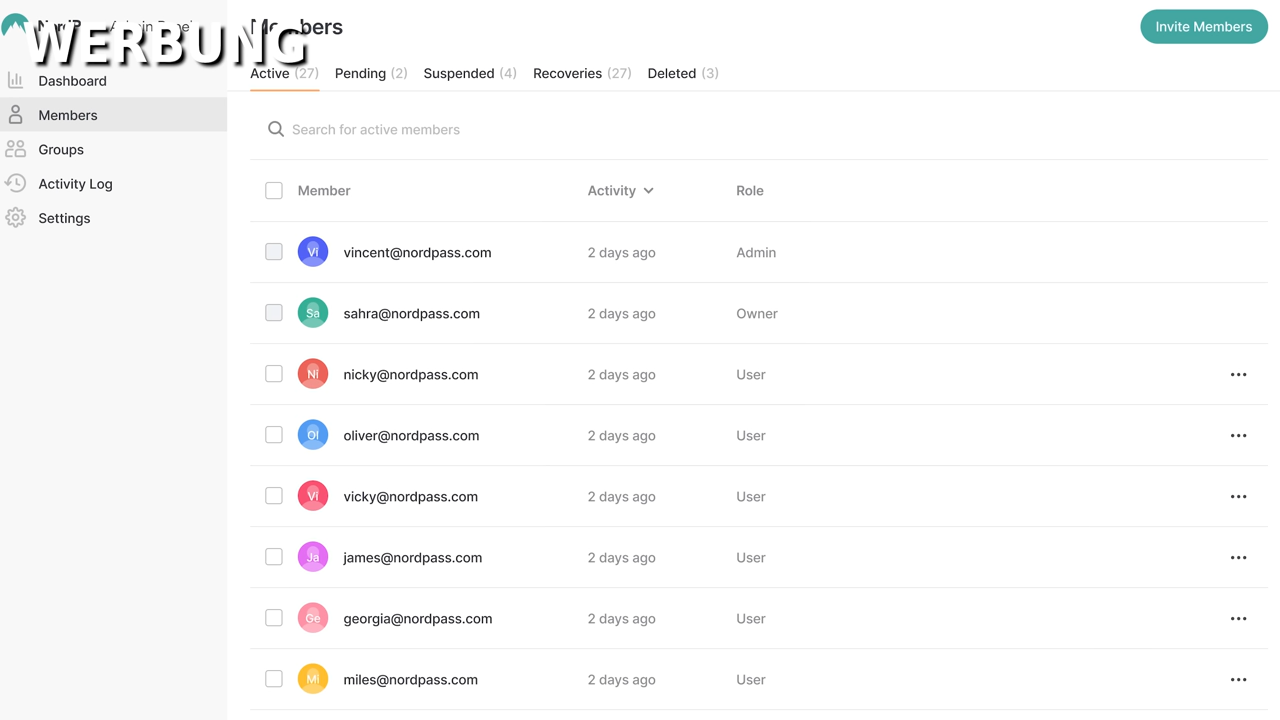 WERBUNG
Members
Invite Members
Active (27) Pending (2) Suspended (4) Recoveries (27) Deleted (3)
Dashboard
Members
Groups
Activity Log
Settings
Search for active members
Member Activity Role
Vi vincent@nordpass.com 2 days ago Admin
Sa sahra@nordpass.com 2 days ago Owner
Ni nicky@nordpass.com 2 days ago User
Ol oliver@nordpass.com 2 days ago User
Vi vicky@nordpass.com 2 days ago User
Ja james@nordpass.com 2 days ago User
Ge georgia@nordpass.com 2 days ago User
Mi miles@nordpass.com 2 days ago User